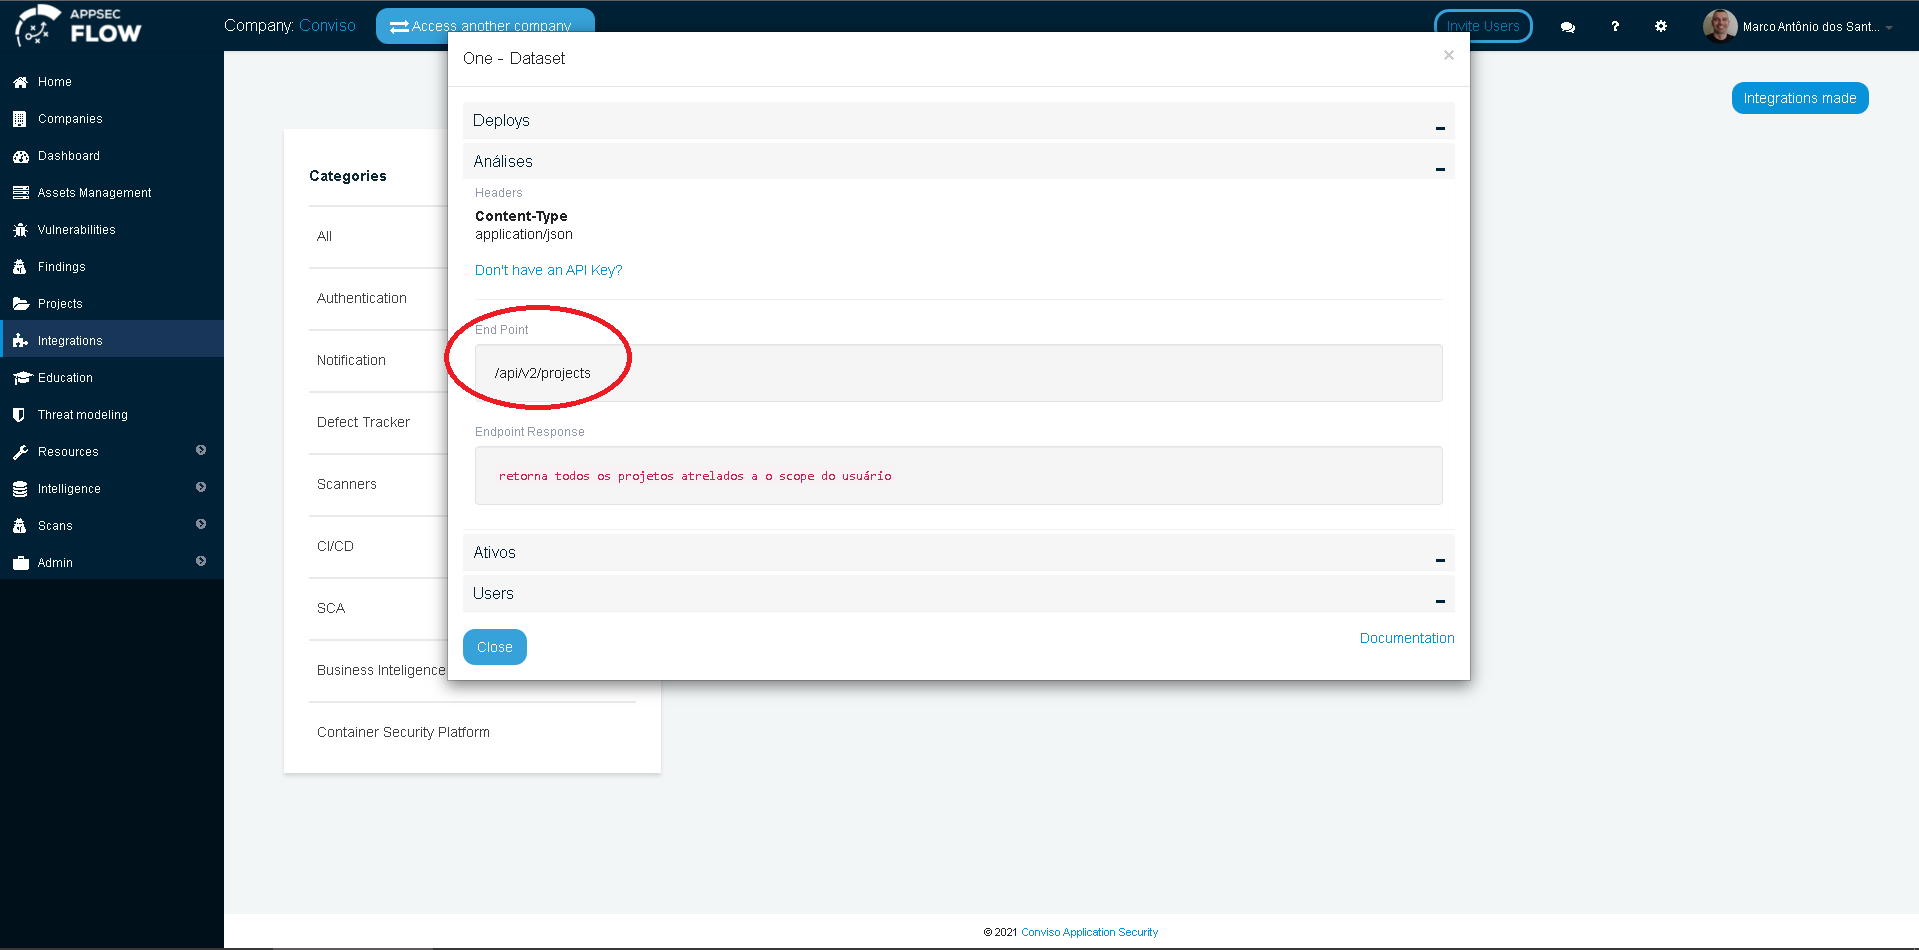 APPSEC
FLOW
Company: Conviso
Access another company
Invite Users
?
Marco Antônio dos Sant...
Home
Companies
Dashboard
Assets Management
Vulnerabilities
Findings
Projects
Integrations
Education
Threat modeling
Resources
Intelligence
Scans
Admin
Integrations made
Categories
All
Authentication
Notification
Defect Tracker
Scanners
CI/CD
SCA
Business Inteligence
Container Security Platform
One - Dataset
×
Deploys
Análises
Headers
Content-Type
application/json
Don't have an API Key?
End Point
/api/v2/projects
Endpoint Response
retorna todos os projetos atrelados a o scope do usuário
Ativos
Users
Close
Documentation
© 2021 Conviso Application Security